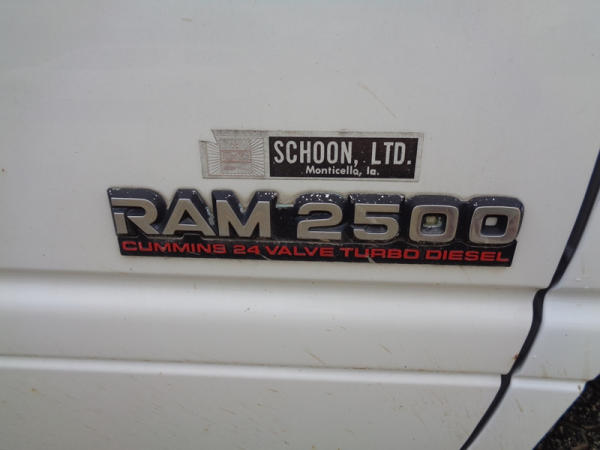 SCHOON, LTD.
Monticello, Ia.
RAM 2500
CUMMINS 24 VALVE TURBO DIESEL